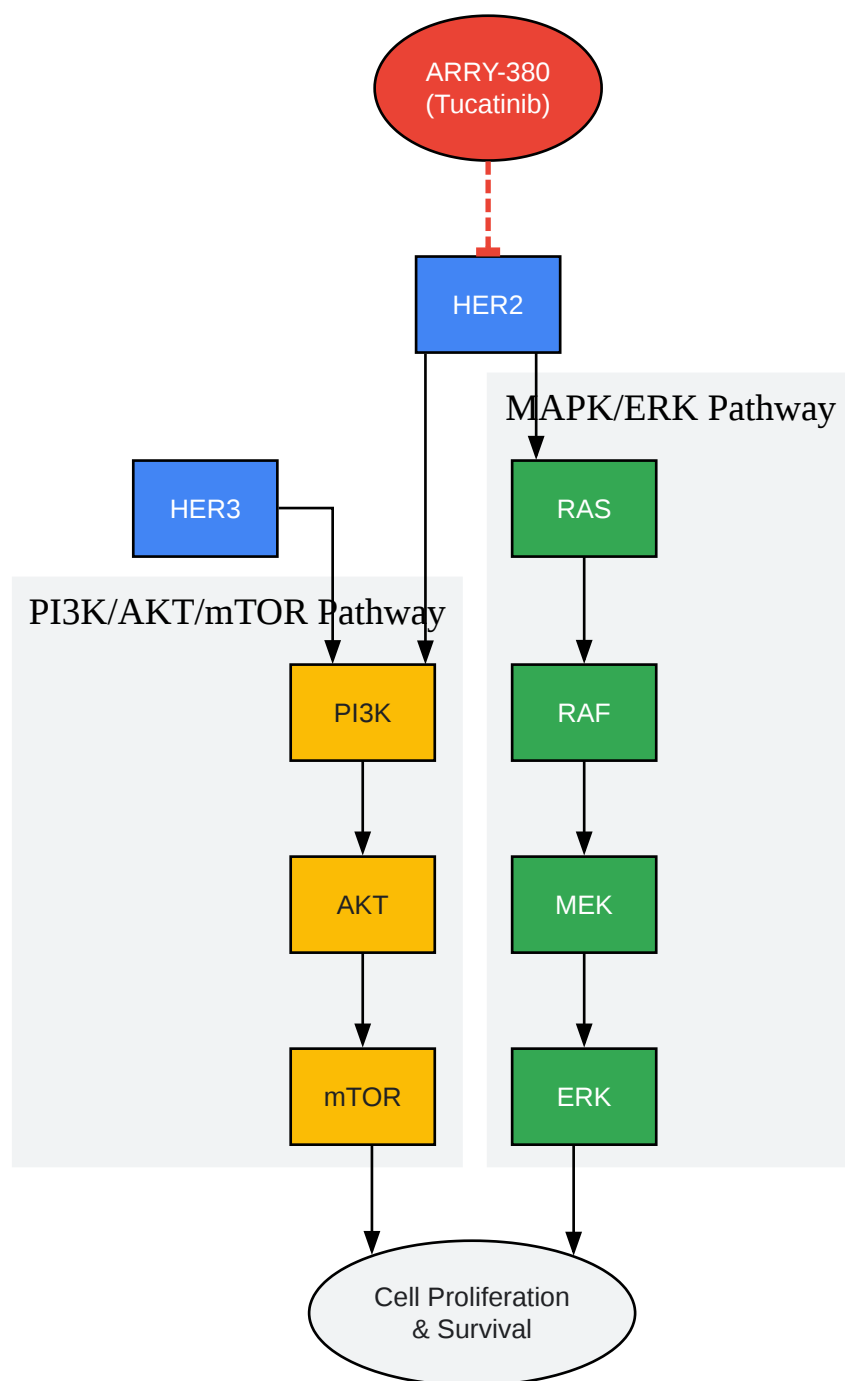 ARRY-380
(Tucatinib)
HER2
MAPK/ERK Pathway
HER3
RAS
PI3K/AKT/mTOR Pathway
PI3K
RAF
AKT
MEK
mTOR
ERK
Cell Proliferation
& Survival